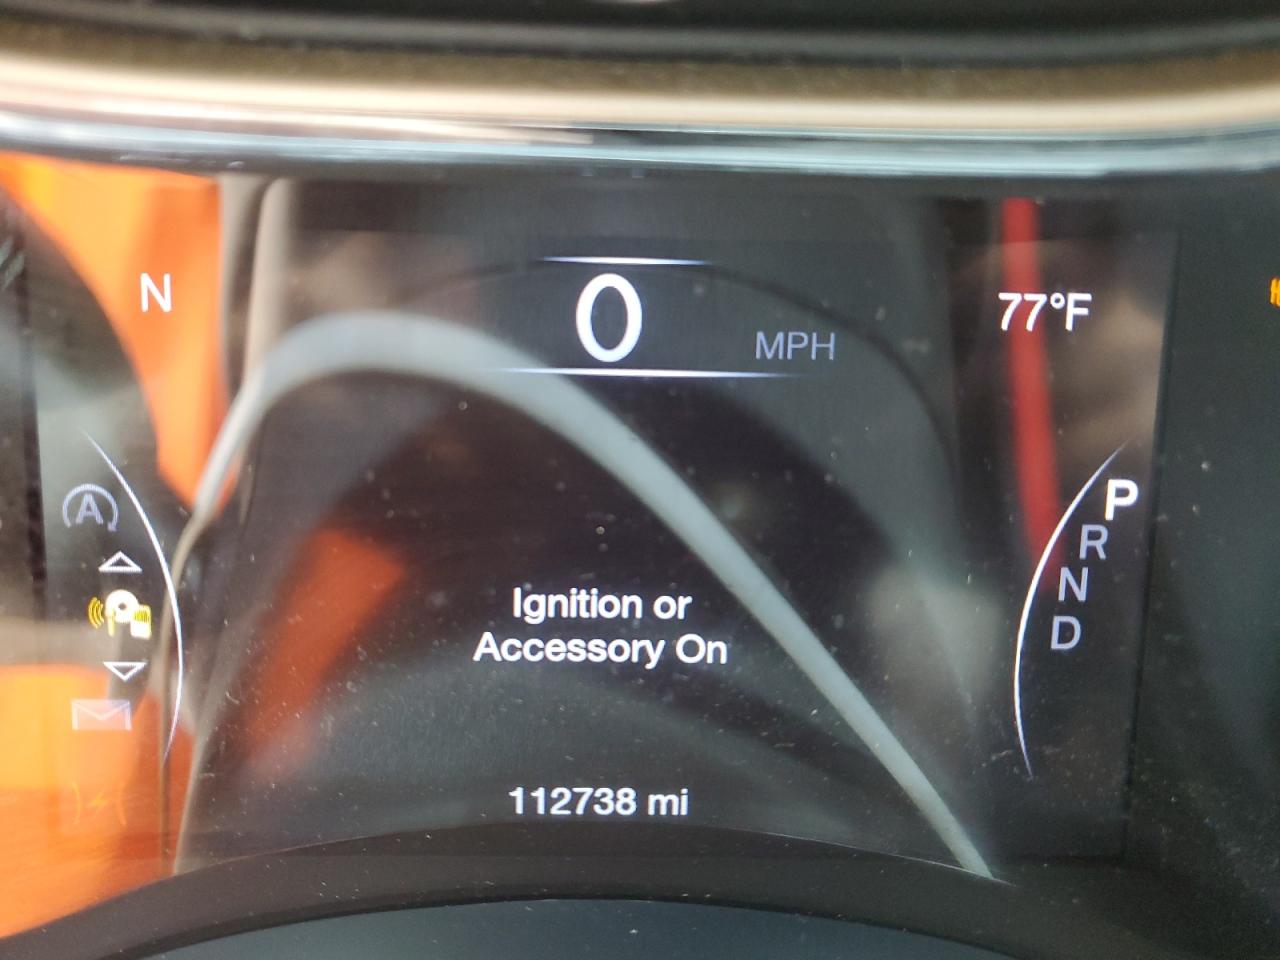 N
0
MPH
77°F
A
P
R
N
D
Ignition or
Accessory On
112738 mi